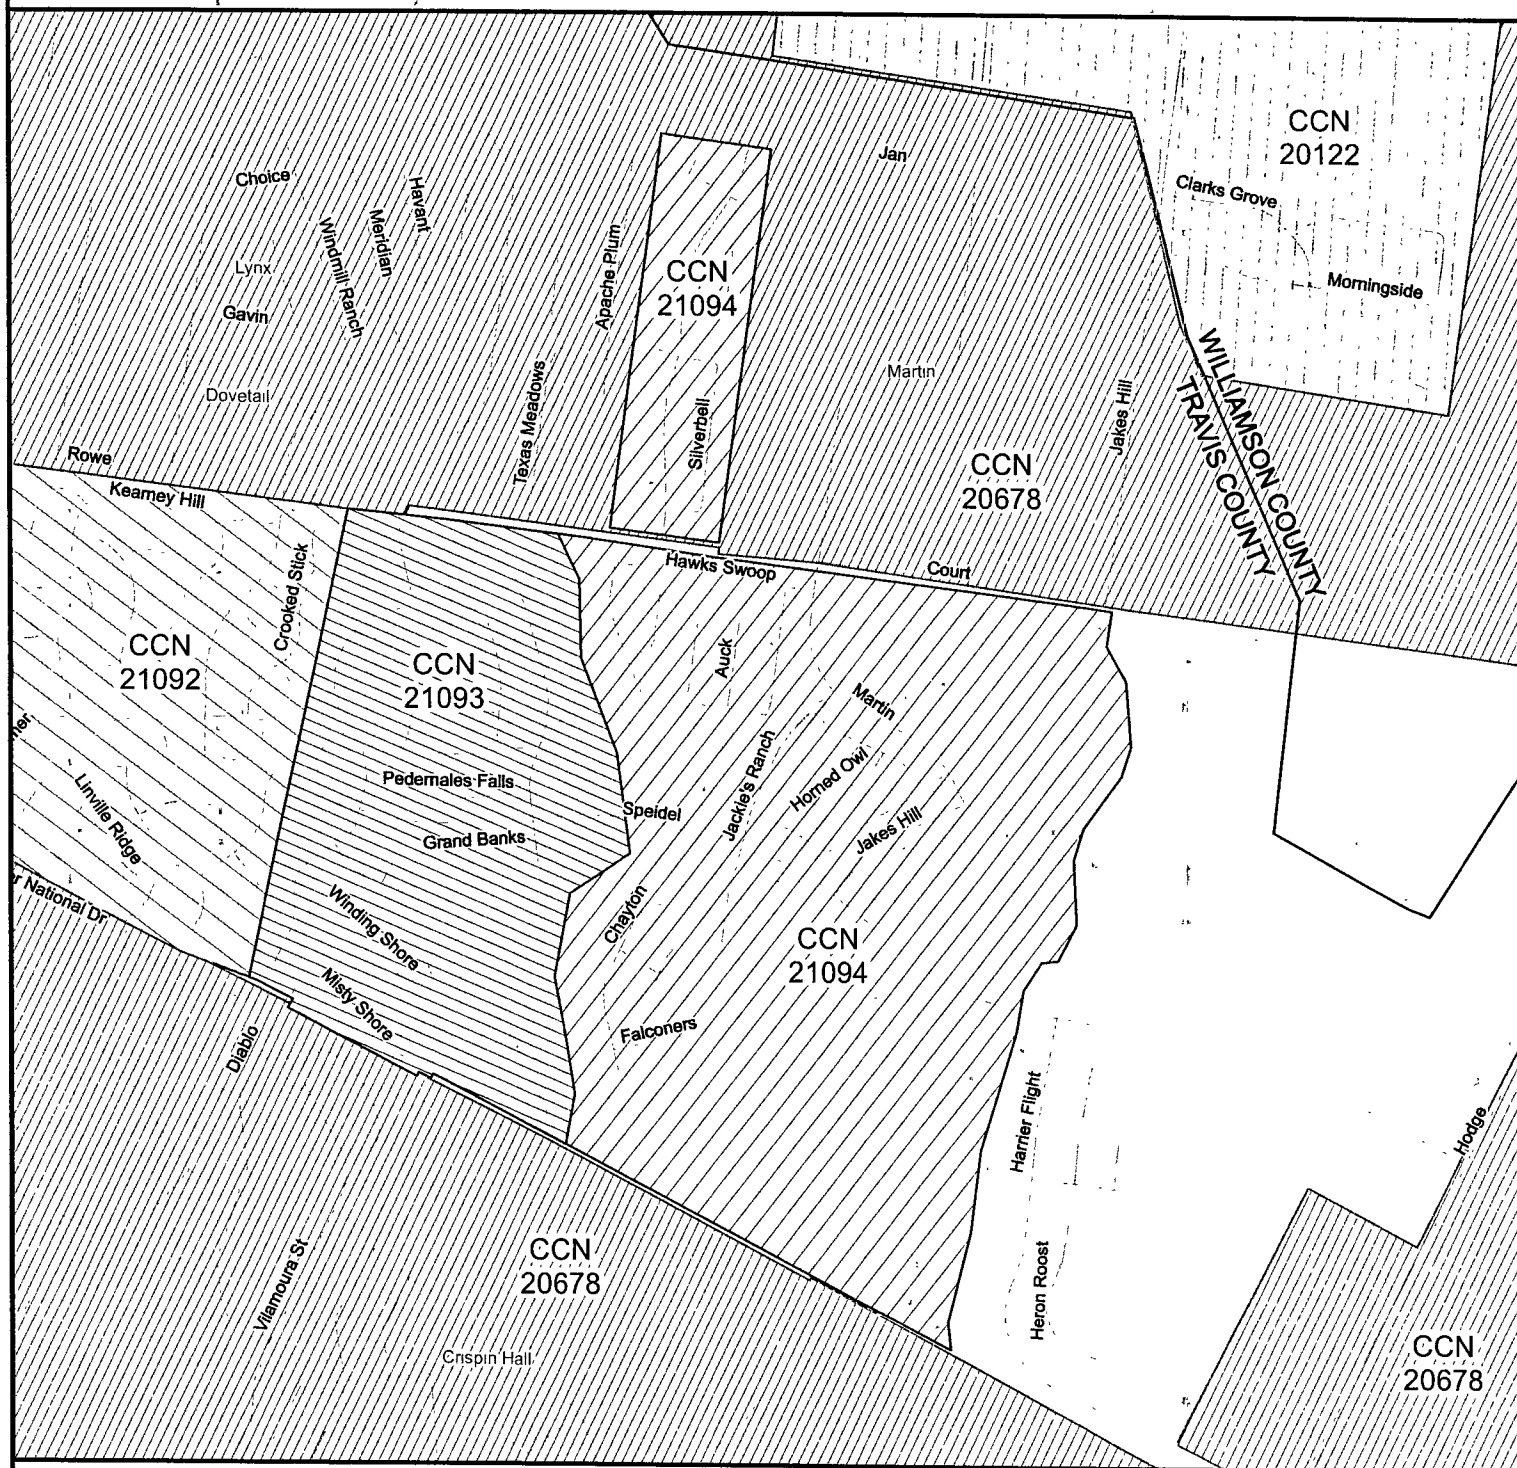 CCN
20122
Jan
Clarks Grove
Choice
Havant
Meridian
Windmill Ranch
Lynx
Gavin
Apache Plum
CCN
21094
Morningside
Dovetail
Texas Meadows
Silverbell
Martin
Jakes Hill
WILLIAMSON COUNTY
TRAVIS COUNTY
Rowe
Kearney Hill
CCN
20678
Crooked Stick
Hawks Swoop
Court
CCN
21092
CCN
21093
Auck
Martin
Linville Ridge
Pedernales Falls
Speidel
Jackie's Ranch
Horned Owl
Grand Banks
Jakes Hill
National Dr
Winding Shore
Chayton
CCN
21094
Misty Shore
Falconers
Diablo
Harrier Flight
Hodge
Vilamoura St
CCN
20678
Heron Roost
Crispin Hall
CCN
20678